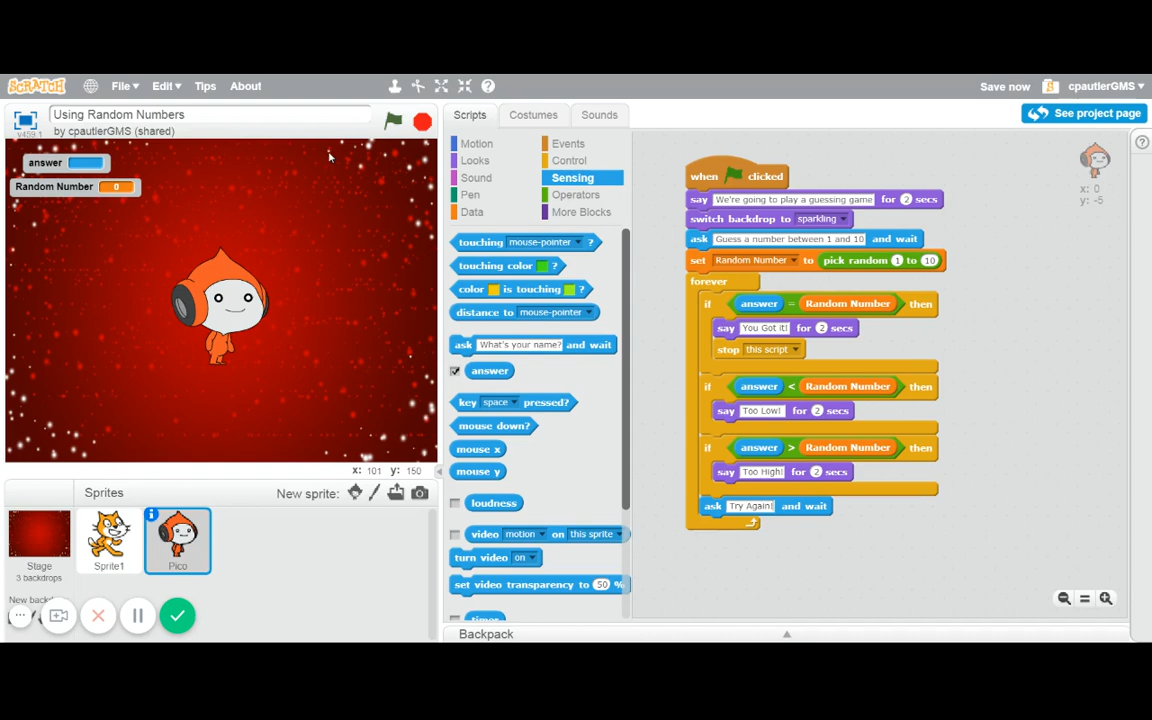 SCRATCH File▼ Edit▼ Tips About Save now cpautlerGMS ▼
Using Random Numbers
by cpautlerGMS (shared)
v459.1
Scripts Costumes Sounds
See project page
answer
Random Number 0
Motion Events
Looks Control
Sound Sensing
Pen Operators
Data More Blocks
touching mouse-pointer ?
touching color ?
color is touching ?
distance to mouse-pointer
ask What's your name? and wait
answer
key space pressed?
mouse down?
mouse x
mouse y
loudness
video motion on this sprite
turn video on
set video transparency to 50 %
timer
when clicked
say We're going to play a guessing game for 2 secs
switch backdrop to sparkling
ask Guess a number between 1 and 10 and wait
set Random Number to pick random 1 to 10
forever
if answer = Random Number then
say You Got it! for 2 secs
stop this script
if answer < Random Number then
say Too Low! for 2 secs
if answer > Random Number then
say Too High! for 2 secs
ask Try Again! and wait
x: 0
y: -5
x: 101 y: 150
Sprites New sprite:
Stage
3 backdrops
Sprite1
Pico
New backd
Backpack